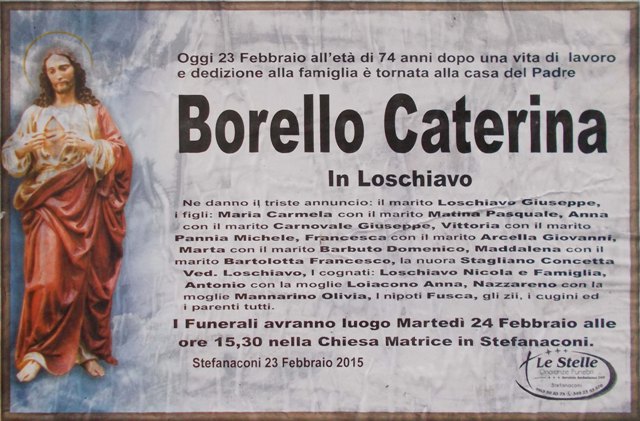 Oggi 23 Febbraio all'età di 74 anni dopo una vita di lavoro
e dedizione alla famiglia è tornata alla casa del Padre
Borello Caterina
In Loschiavo
Ne danno il triste annuncio: il marito Loschiavo Giuseppe,
i figli: Maria Carmela con il marito Matina Pasquale, Anna
con il marito Carnovale Giuseppe, Vittoria con il marito
Pannia Michele, Francesca con il marito Arcella Giovanni,
Marta con il marito Barbuto Domenico, Maddalena con il
marito Bartolotta Francesco, la nuora Stagliano Concetta
Ved. Loschiavo, I cognati: Loschiavo Nicola e Famiglia,
Antonio con la moglie Loiacono Anna, Nazzareno con la
moglie Mannarino Olivia, I nipoti Fusca, gli zii, i cugini ed
i parenti tutti.
I Funerali avranno luogo Martedì 24 Febbraio alle
ore 15,30 nella Chiesa Matrice in Stefanaconi.
Stefanaconi 23 Febbraio 2015
Le Stelle
Onoranze Funebri
Stefanaconi